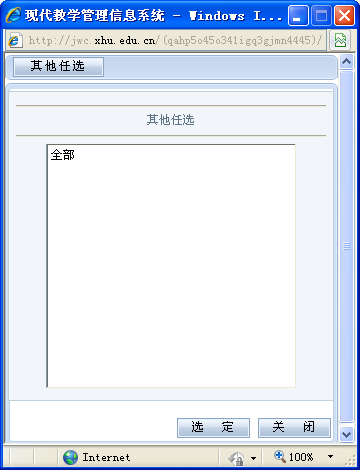 现代教学管理信息系统 - Windows I...
http://jwc.xhu.edu.cn/(qahp5o45o34ligq3gjmn4445)/
其他任选
其他任选
全部
选 定
关 闭
Internet
100%